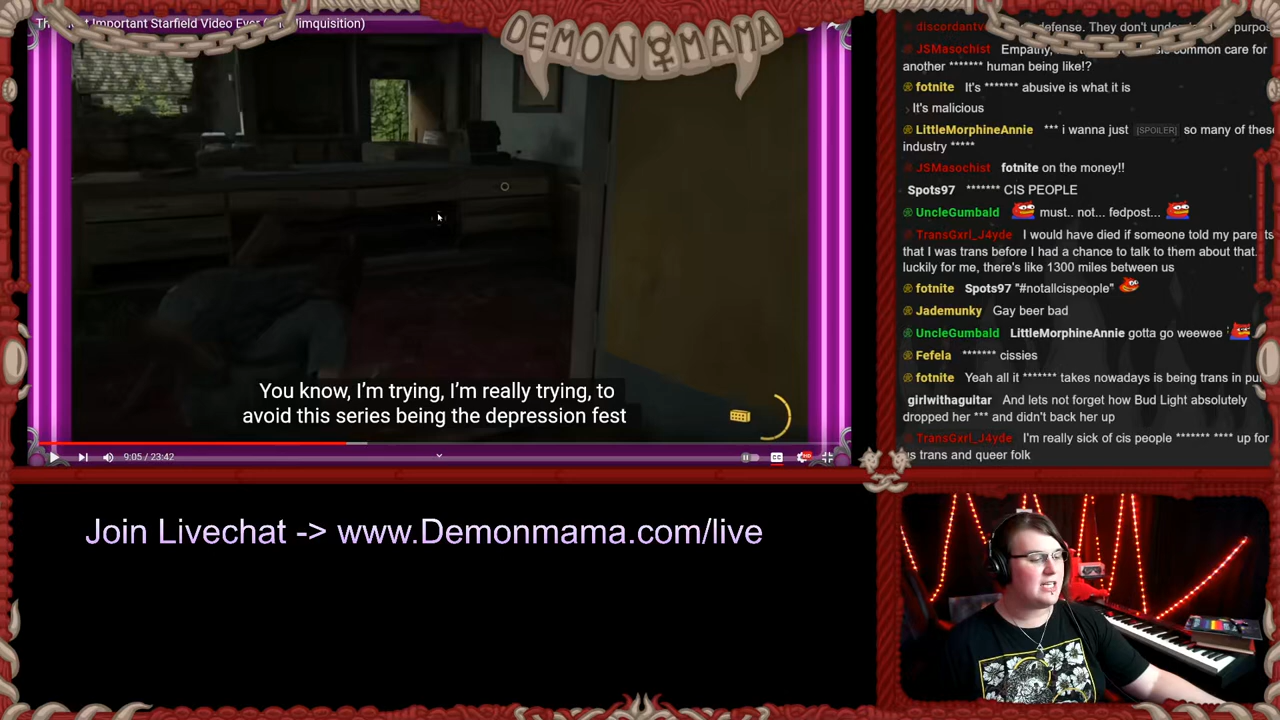 Important Starfield Video Ever
imquisition)
DEMON MAMA
You know, I'm trying, I'm really trying, to
avoid this series being the depression fest
9:05 / 23:42
Join Livechat -> www.Demonmama.com/live
discordtv efense. They don't
JSMasochist Empathy, common care for
another ******* human being like!?
fotnite It's ******* abusive is what it is
It's malicious
LittleMorphineAnnie *** i wanna just [SPOILER] so many of these
industry *****
JSMasochist fotnite on the money!!
Spots97 ******* CIS PEOPLE
UncleGumbald must.. not... fedpost...
TransGxrl_J4yde I would have died if someone told my parents
that I was trans before I had a chance to talk to them about that.
luckily for me, there's like 1300 miles between us
fotnite Spots97 "#notallcispeople"
Jademunky Gay beer bad
UncleGumbald LittleMorphineAnnie gotta go weewee
Fefela ******* cissies
fotnite Yeah all it ******* takes nowadays is being trans in
girlwithaguitar And lets not forget how Bud Light absolutely
dropped her *** and didn't back her up
TransGxrl_J4yde I'm really sick of cis people ******* **** up for
us trans and queer folk